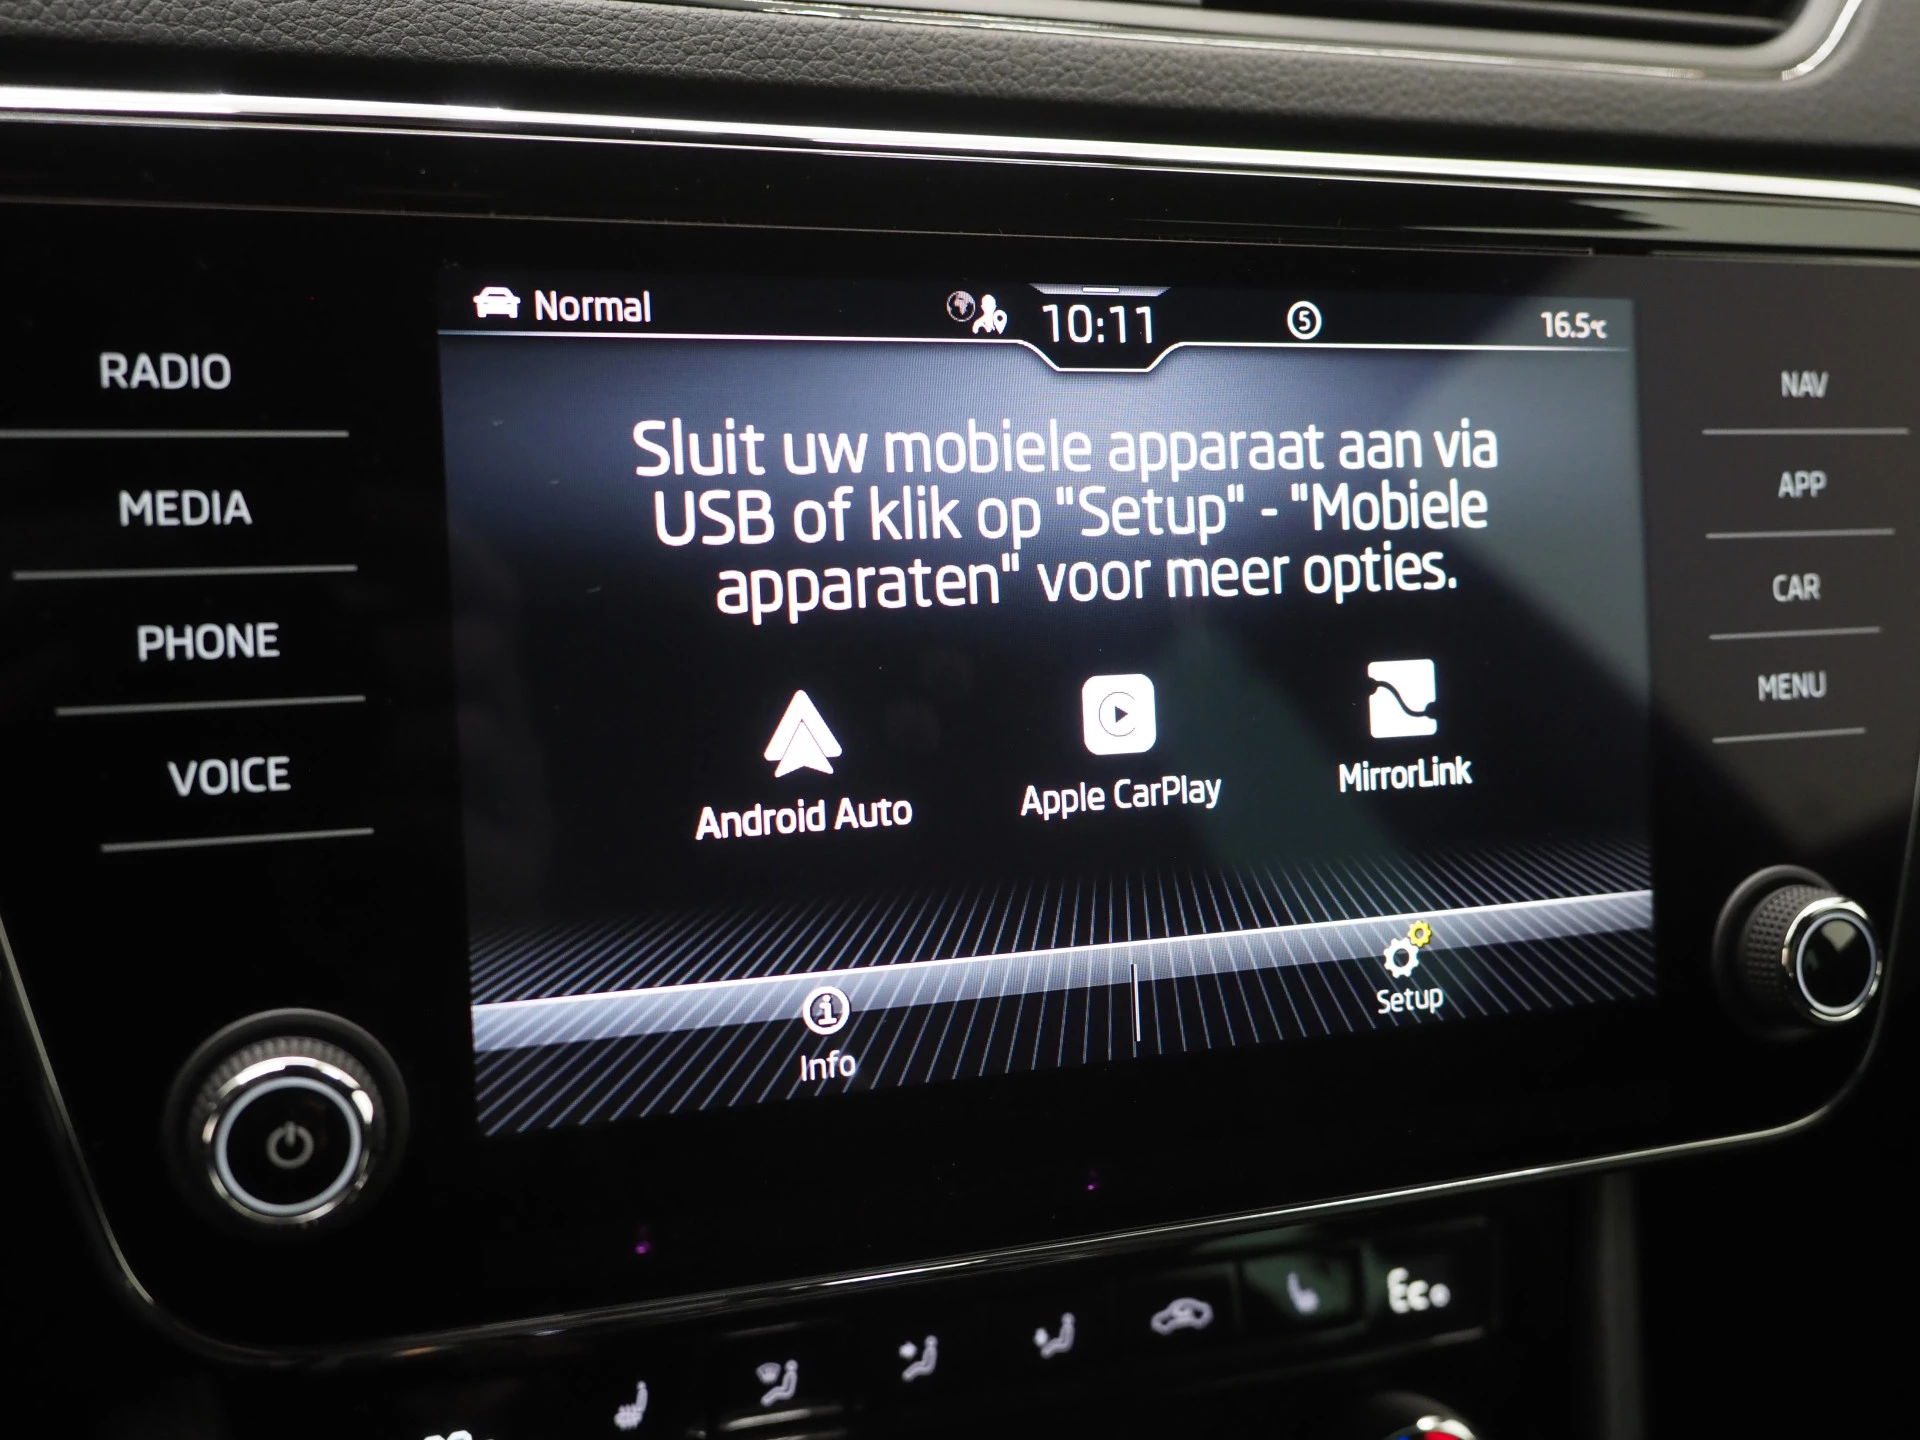 Normal
10:11
5
16.5°C
RADIO
MEDIA
PHONE
VOICE
NAV
APP
CAR
MENU
Sluit uw mobiele apparaat aan via
USB of klik op "Setup" - "Mobiele
apparaten" voor meer opties.
Android Auto
Apple CarPlay
MirrorLink
i
Info
Setup
Eco